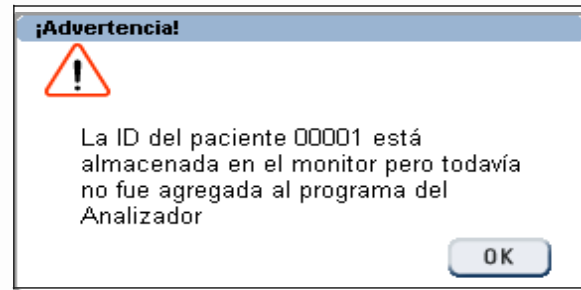 ¡Advertencia!
La ID del paciente 00001 está
almacenada en el monitor pero todavía
no fue agregada al programa del
Analizador
OK